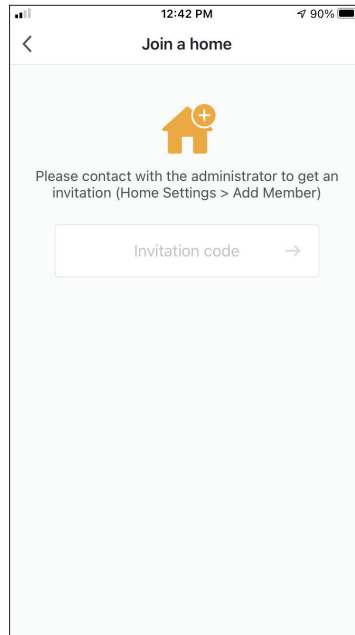 12:42 PM 90%
Join a home
Please contact with the administrator to get an
invitation (Home Settings > Add Member)
Invitation code →